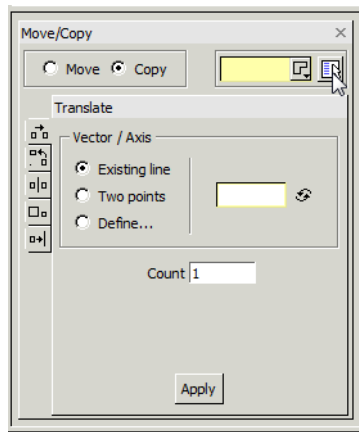 Move/Copy
Move Copy
Translate
Vector / Axis
Existing line
Two points
Define...
Count 1
Apply